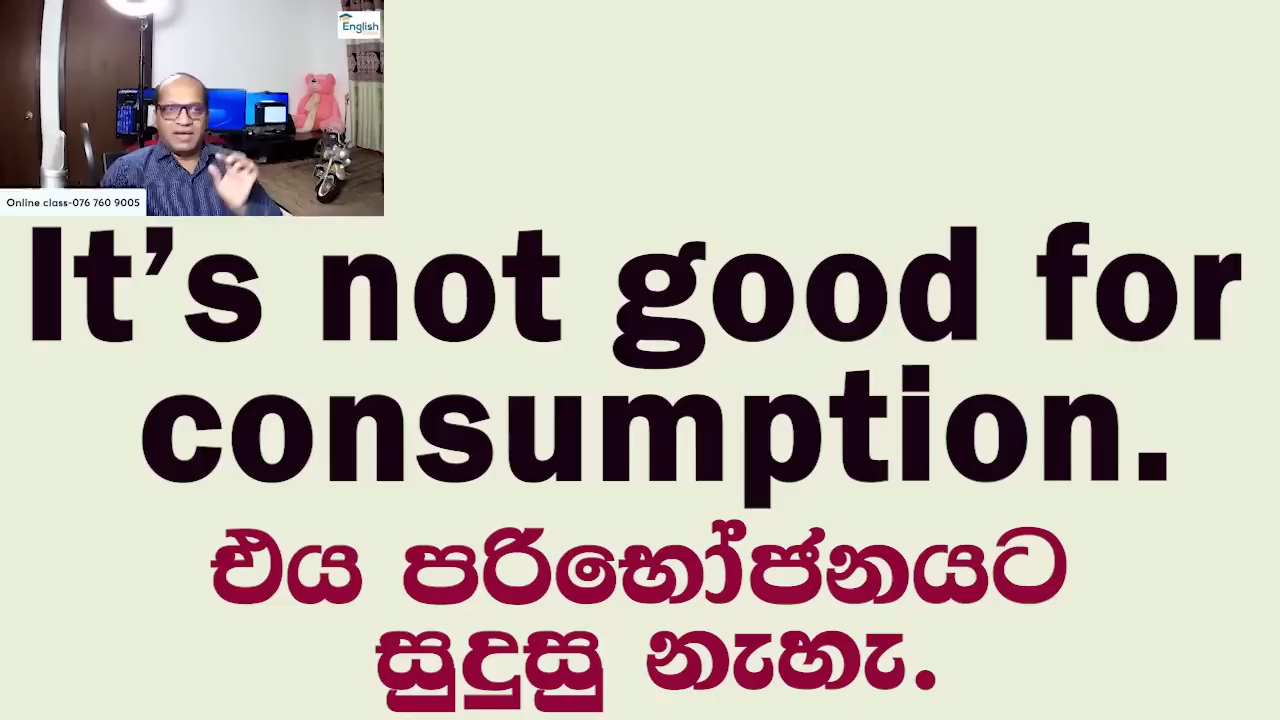 English
Online class-076 760 9005
It's not good for
consumption.
එය පරිභෝජනයට
සුදුසු නැහැ.